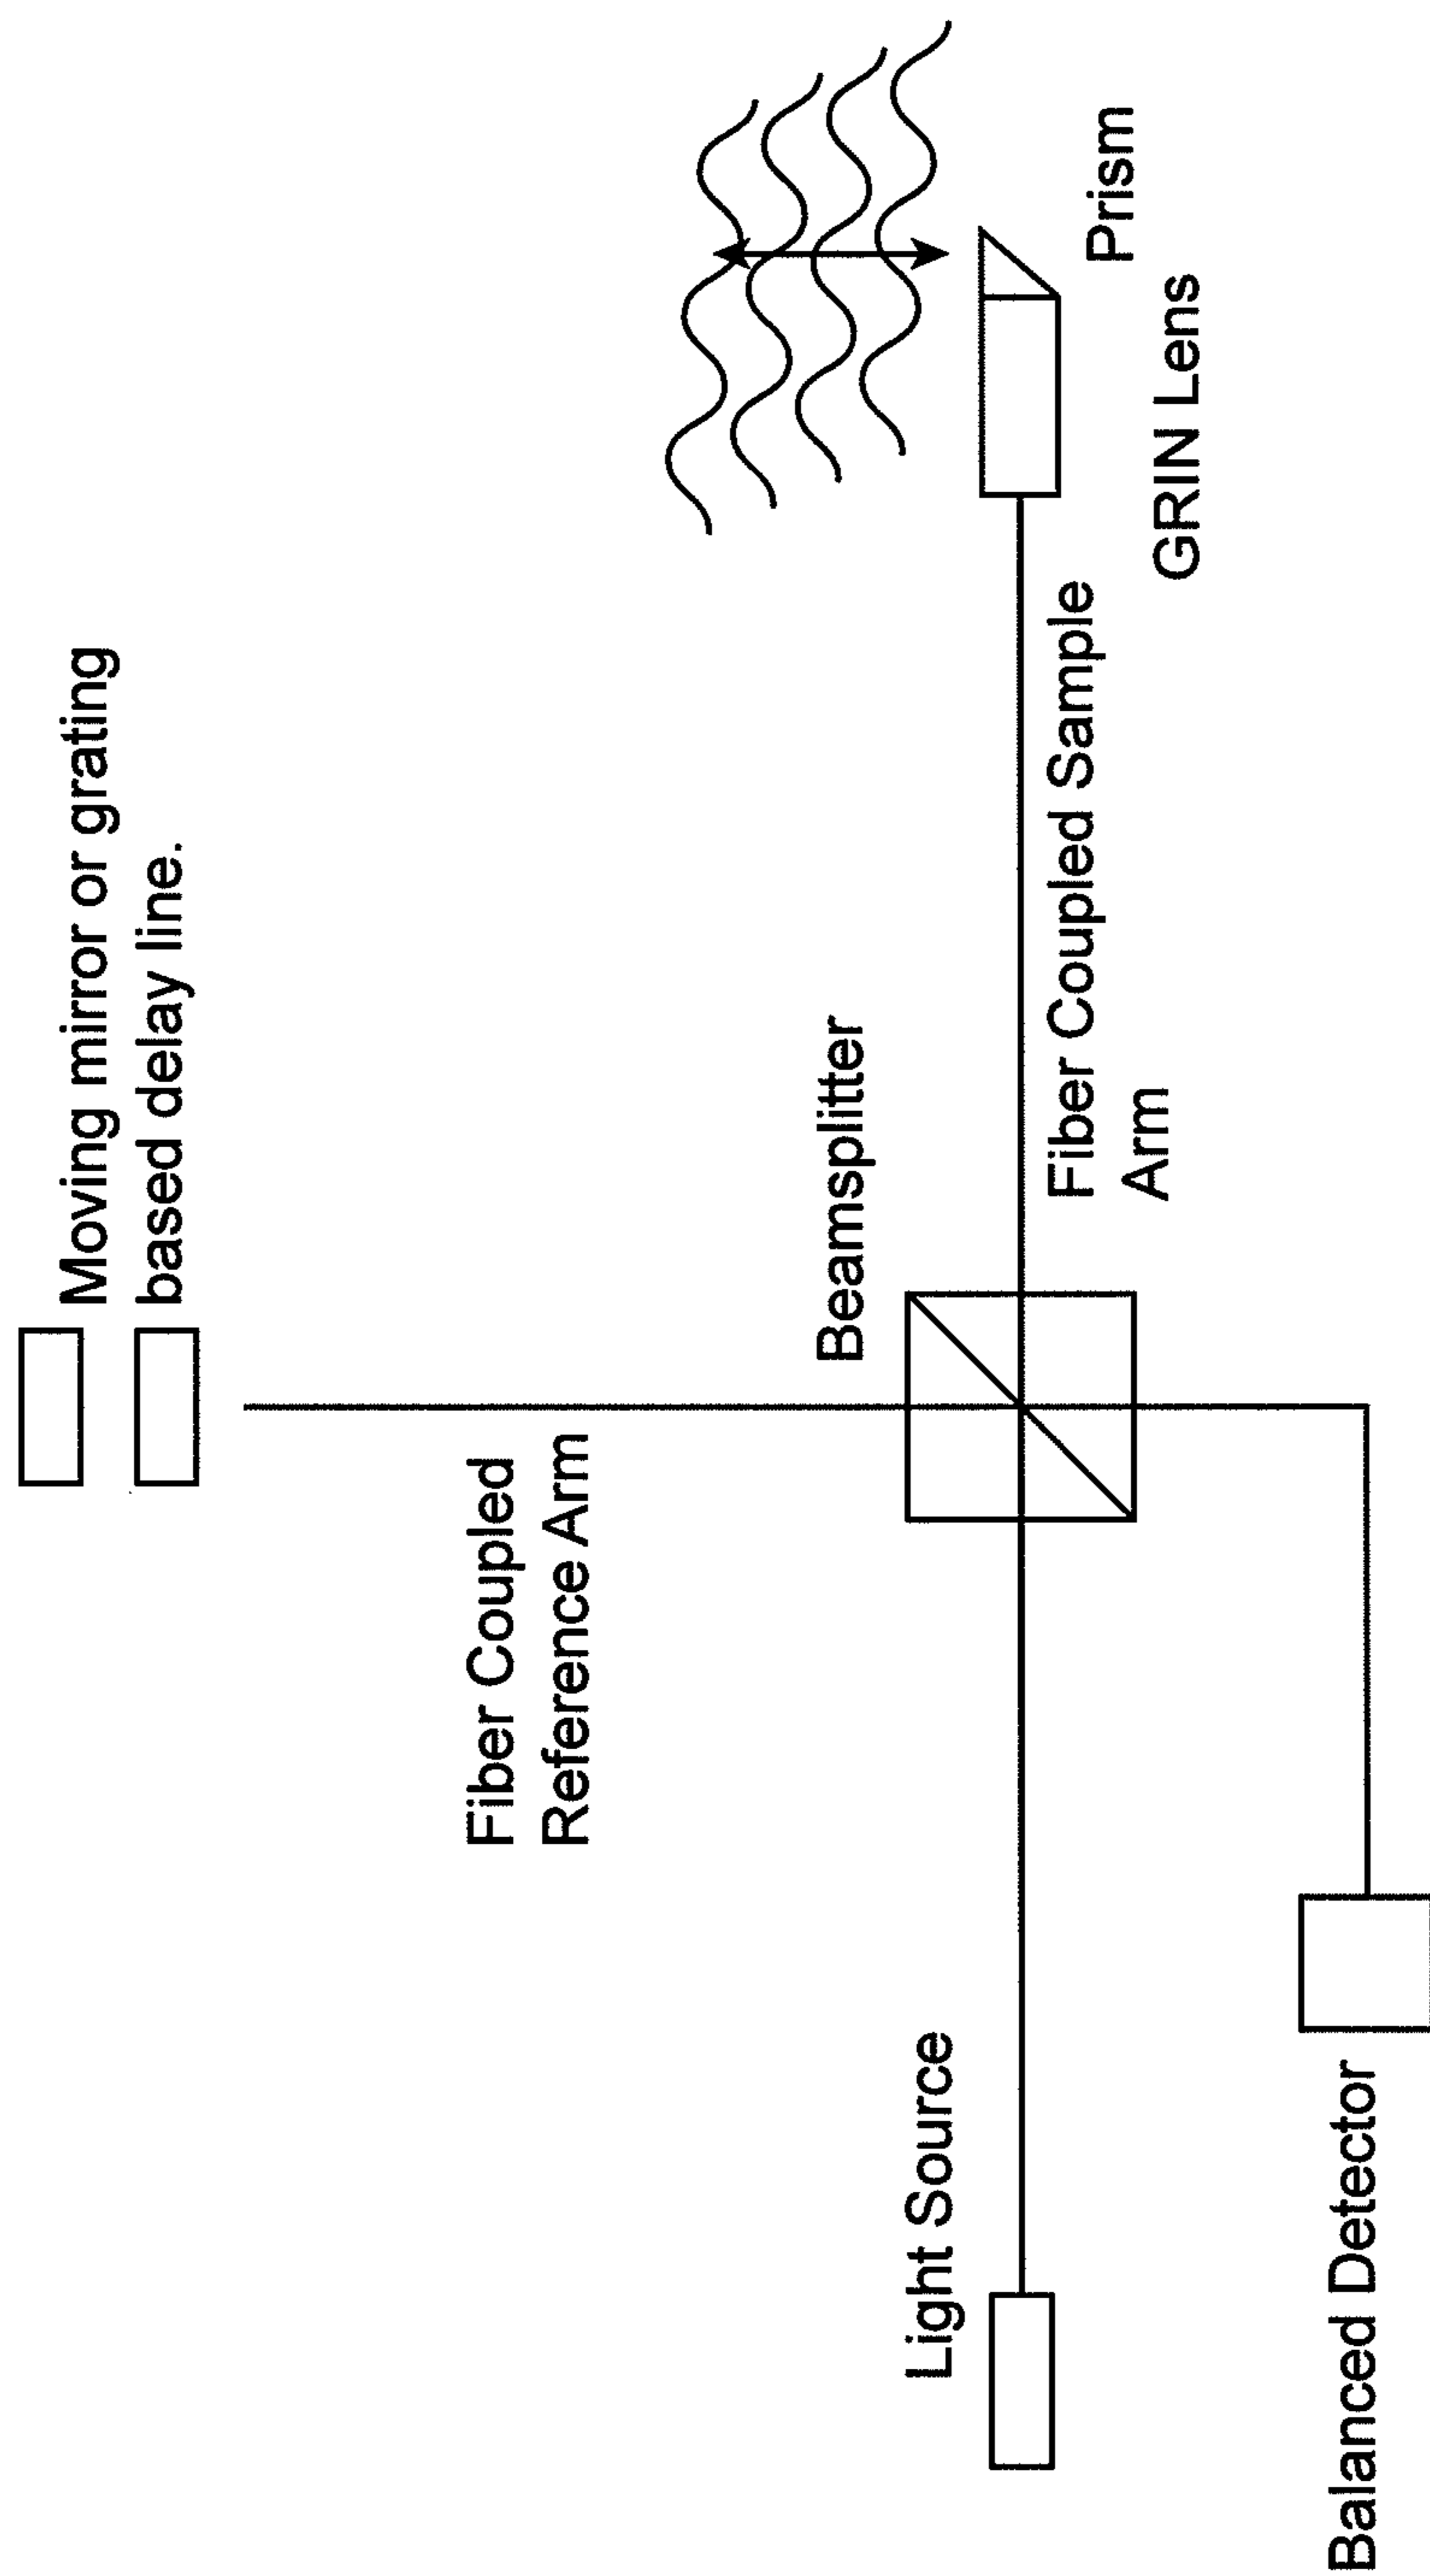 Moving mirror or grating
based delay line.
Fiber Coupled
Reference Arm
Beamsplitter
Light Source
Fiber Coupled Sample
Arm
Prism
GRIN Lens
Balanced Detector